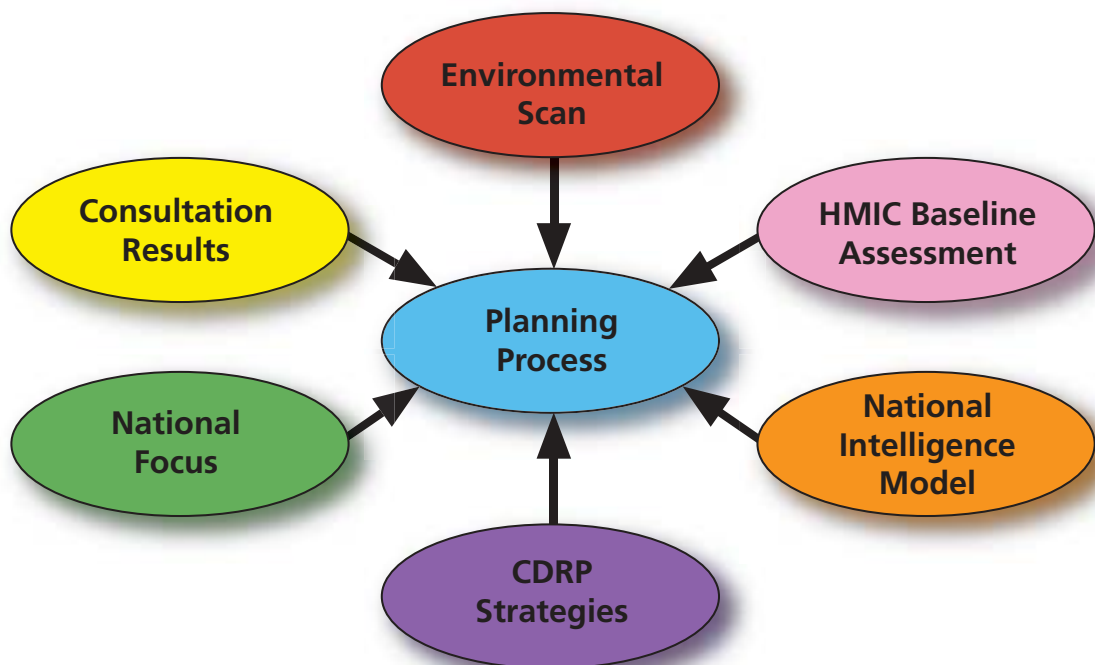 Environmental
Scan
Consultation
Results
HMIC Baseline
Assessment
Planning
Process
National
Focus
National
Intelligence
Model
CDRP
Strategies